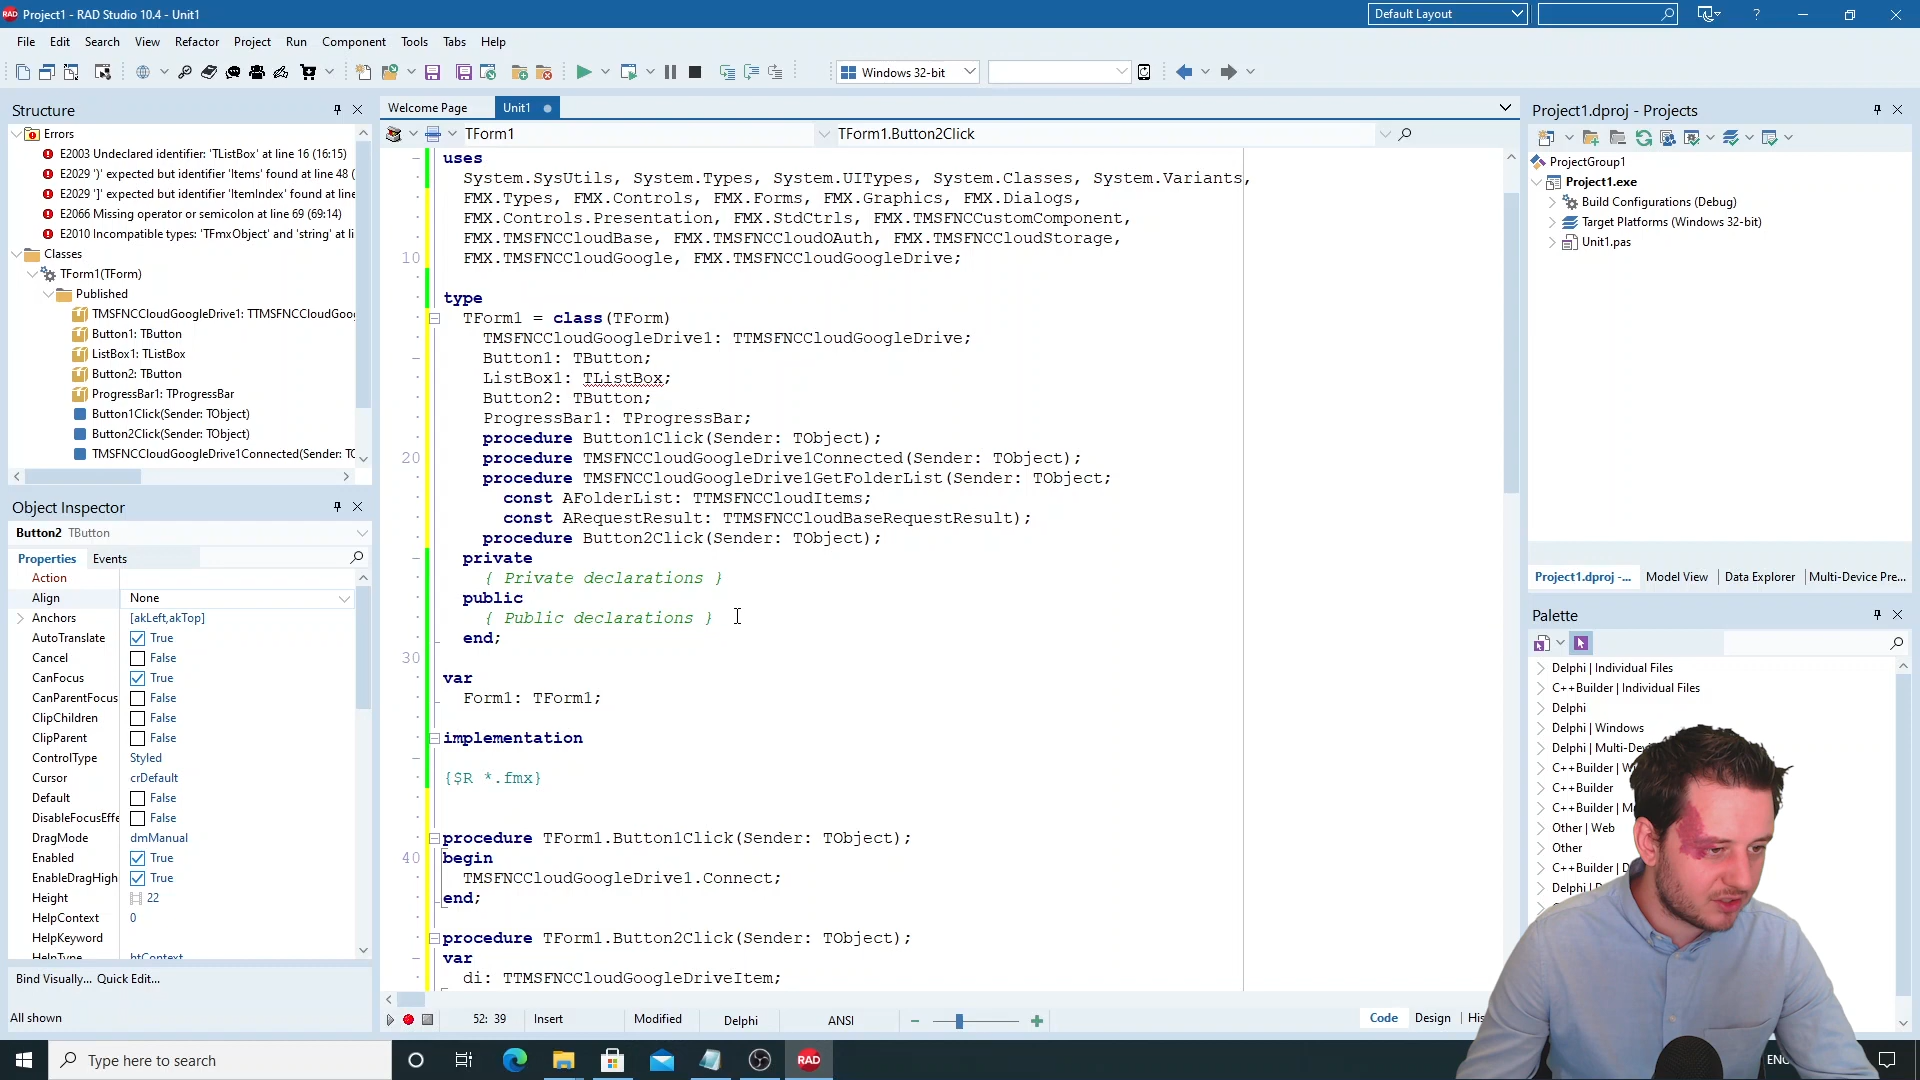 Project1 - RAD Studio 10.4 - Unit1
Default Layout
File Edit Search View Refactor Project Run Component Tools Tabs Help
Windows 32-bit
Structure
Errors
E2003 Undeclared identifier: 'TListBox' at line 16 (16:15)
E2029 ')' expected but identifier 'Items' found at line 48 (
E2029 ']' expected but identifier 'ItemIndex' found at line
E2066 Missing operator or semicolon at line 69 (69:14)
E2010 Incompatible types: 'TFmxObject' and 'string' at li
Classes
TForm1(TForm)
Published
TMSFNCCloudGoogleDrive1: TTMSFNCCloudGoo
Button1: TButton
ListBox1: TListBox
Button2: TButton
ProgressBar1: TProgressBar
Button1Click(Sender: TObject)
Button2Click(Sender: TObject)
TMSFNCCloudGoogleDrive1Connected(Sender: TO
Object Inspector
Button2 TButton
Properties Events
Action
Align None
Anchors [akLeft,akTop]
AutoTranslate True
Cancel False
CanFocus True
CanParentFocus False
ClipChildren False
ClipParent False
ControlType Styled
Cursor crDefault
Default False
DisableFocusEffe False
DragMode dmManual
Enabled True
EnableDragHigh True
Height 22
HelpContext 0
HelpKeyword
HelpType htContext
Bind Visually... Quick Edit...
All shown
Welcome Page Unit1
TForm1 TForm1.Button2Click
uses
System.SysUtils, System.Types, System.UITypes, System.Classes, System.Variants,
FMX.Types, FMX.Controls, FMX.Forms, FMX.Graphics, FMX.Dialogs,
FMX.Controls.Presentation, FMX.StdCtrls, FMX.TMSFNCCustomComponent,
FMX.TMSFNCCloudBase, FMX.TMSFNCCloudOAuth, FMX.TMSFNCCloudStorage,
10 FMX.TMSFNCCloudGoogle, FMX.TMSFNCCloudGoogleDrive;
type
TForm1 = class(TForm)
TMSFNCCloudGoogleDrive1: TTMSFNCCloudGoogleDrive;
Button1: TButton;
ListBox1: TListBox;
Button2: TButton;
ProgressBar1: TProgressBar;
procedure Button1Click(Sender: TObject);
20 procedure TMSFNCCloudGoogleDrive1Connected(Sender: TObject);
procedure TMSFNCCloudGoogleDrive1GetFolderList(Sender: TObject;
const AFolderList: TTMSFNCCloudItems;
const ARequestResult: TTMSFNCCloudBaseRequestResult);
procedure Button2Click(Sender: TObject);
private
{ Private declarations }
public
{ Public declarations }
end;
30
var
Form1: TForm1;
implementation
{$R *.fmx}
procedure TForm1.Button1Click(Sender: TObject);
40 begin
TMSFNCCloudGoogleDrive1.Connect;
end;
procedure TForm1.Button2Click(Sender: TObject);
var
di: TTMSFNCCloudGoogleDriveItem;
52: 39 Insert Modified Delphi ANSI
Code Design His
Project1.dproj - Projects
ProjectGroup1
Project1.exe
Build Configurations (Debug)
Target Platforms (Windows 32-bit)
Unit1.pas
Project1.dproj -... Model View Data Explorer Multi-Device Pre...
Palette
Delphi | Individual Files
C++Builder | Individual Files
Delphi
Delphi | Windows
Delphi | Multi-Devi
C++Builder | W
C++Builder
C++Builder | M
Other | Web
Other
C++Builder | D
Delphi | D
Type here to search
RAD
ENG